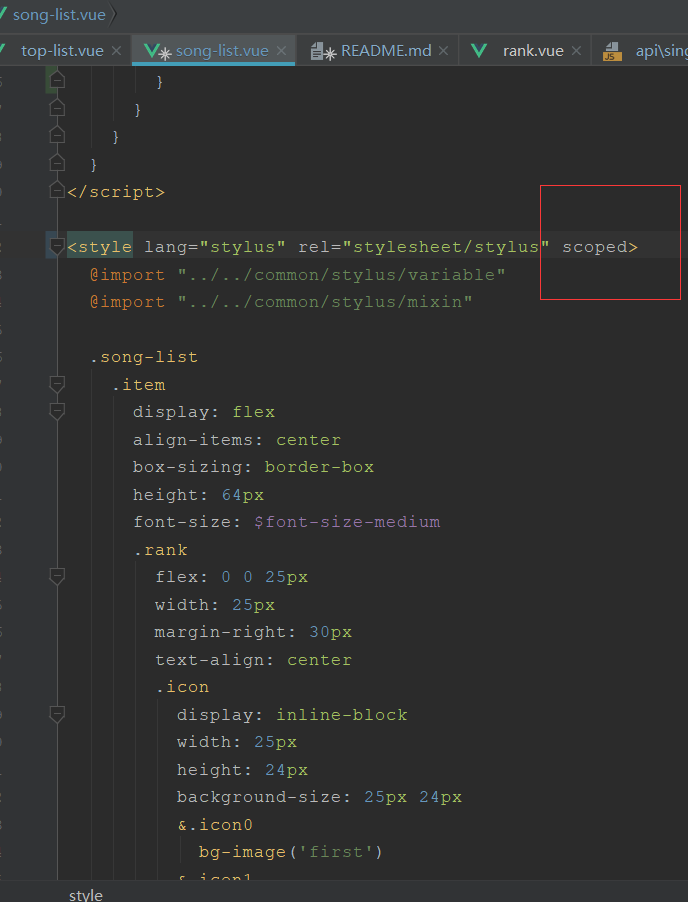 song-list.vue
top-list.vue song-list.vue README.md rank.vue api\sing
}
}
}
}
</script>
<style lang="stylus" rel="stylesheet/stylus" scoped>
@import "../../common/stylus/variable"
@import "../../common/stylus/mixin"
.song-list
.item
display: flex
align-items: center
box-sizing: border-box
height: 64px
font-size: $font-size-medium
.rank
flex: 0 0 25px
width: 25px
margin-right: 30px
text-align: center
.icon
display: inline-block
width: 25px
height: 24px
background-size: 25px 24px
&.icon0
bg-image('first')
&.icon1
style